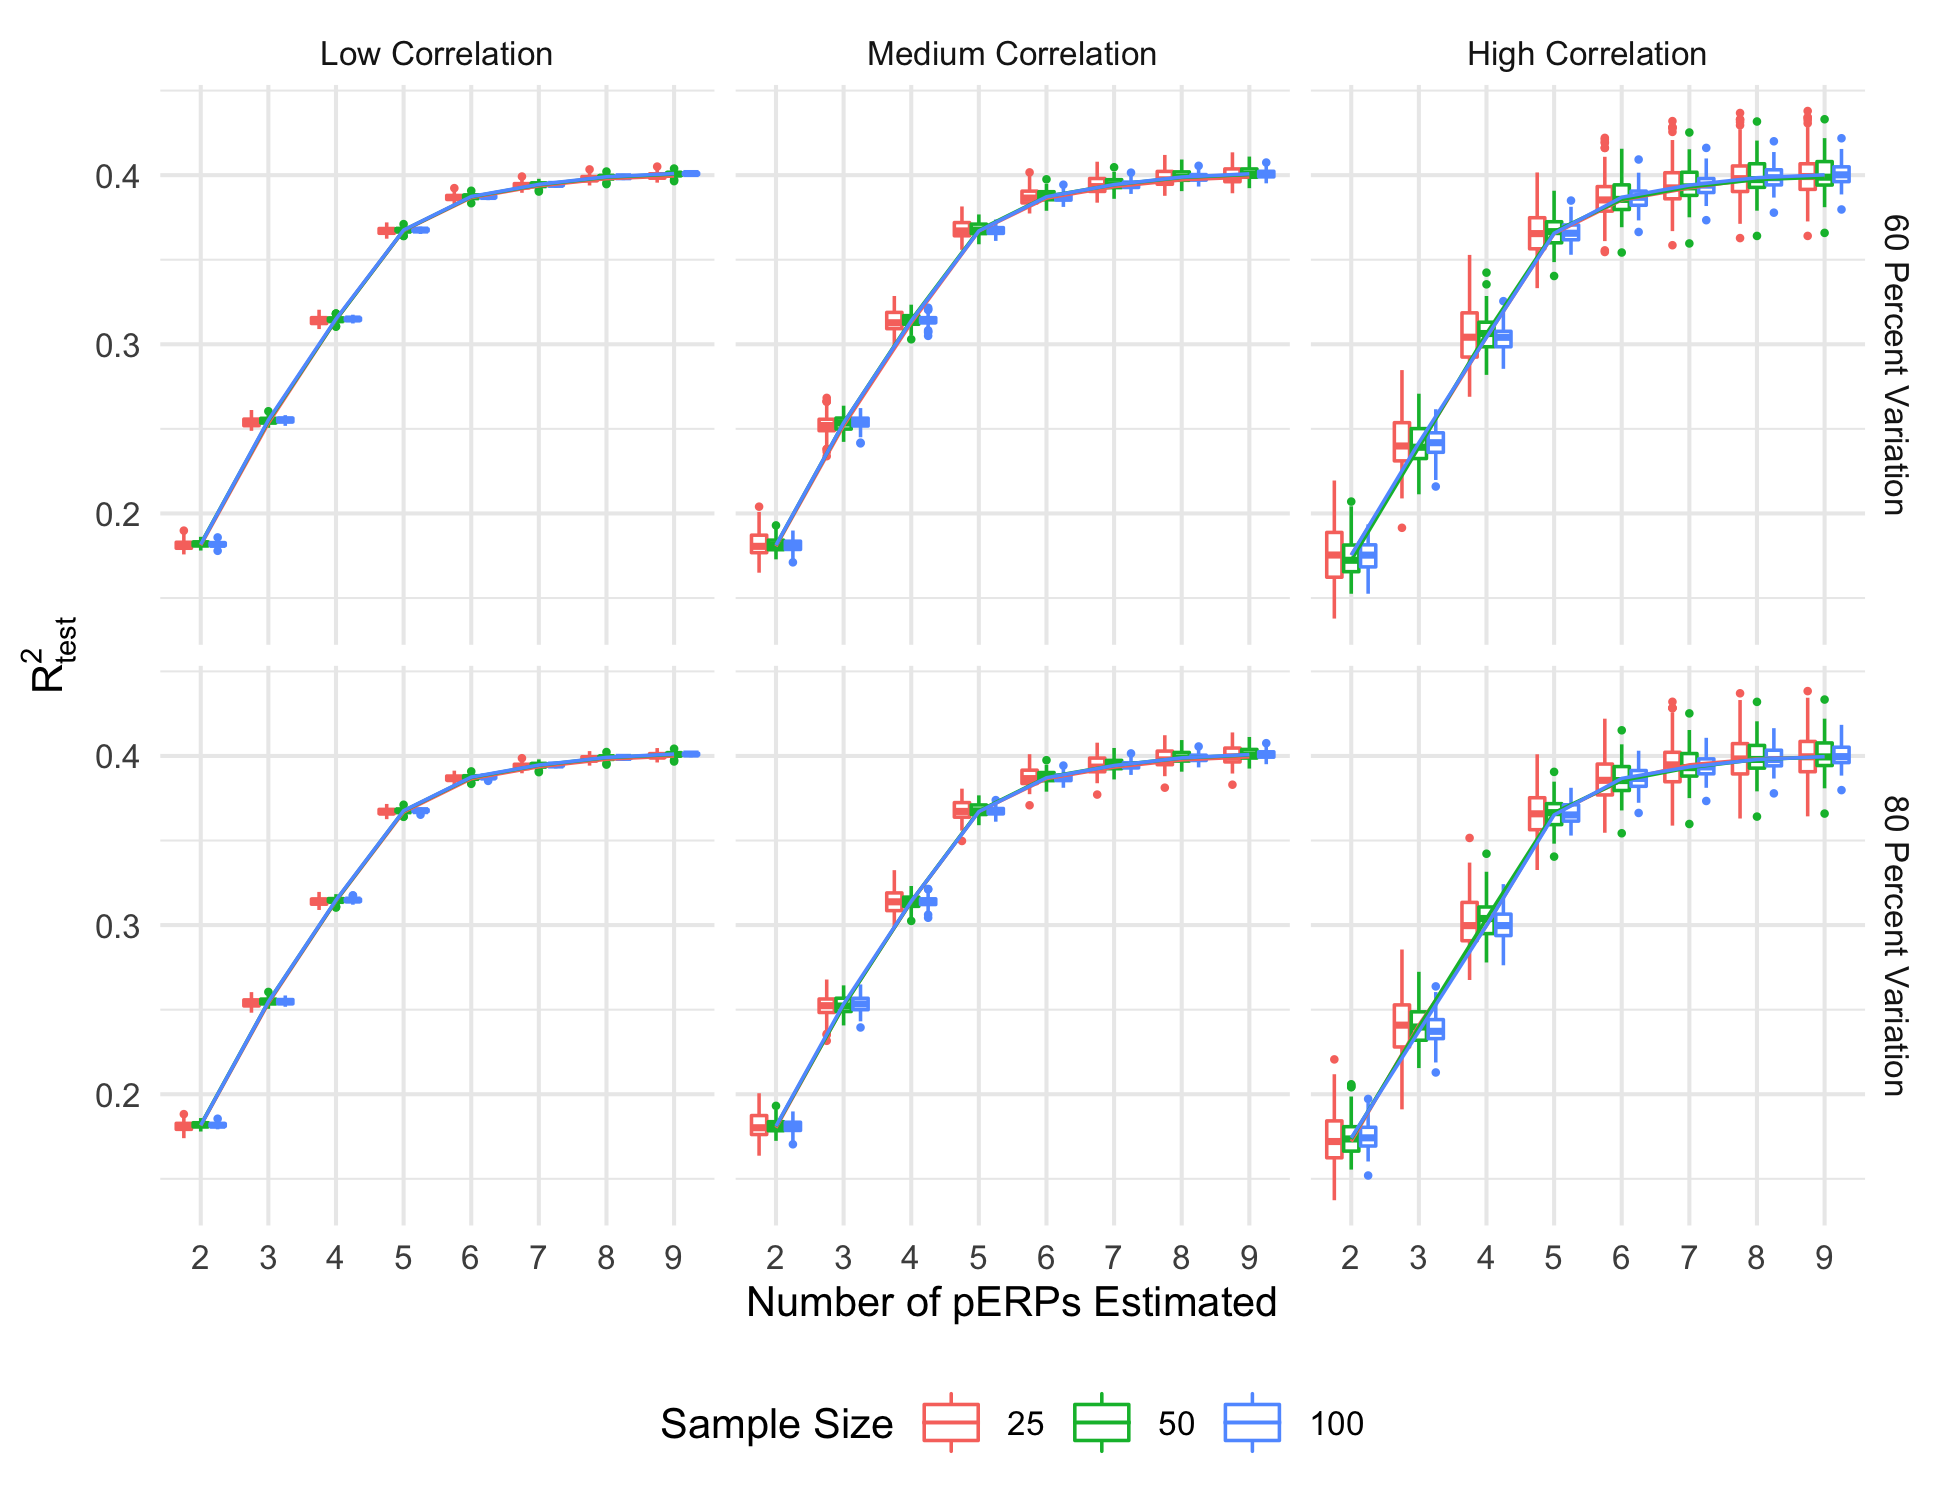 Low Correlation Medium Correlation High Correlation
0.4
0.3
0.2
60 Percent Variation
R²test
0.4
0.3
0.2
80 Percent Variation
2 3 4 5 6 7 8 9 2 3 4 5 6 7 8 9 2 3 4 5 6 7 8 9
Number of pERPs Estimated
Sample Size 25 50 100